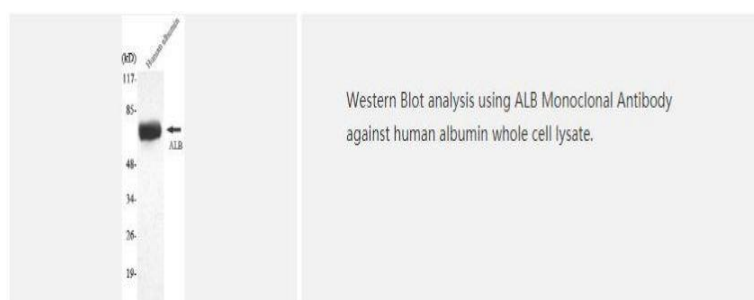 Human albumin
(kD)
117-
85-
ALB
48-
34-
26-
19-
Western Blot analysis using ALB Monoclonal Antibody
against human albumin whole cell lysate.